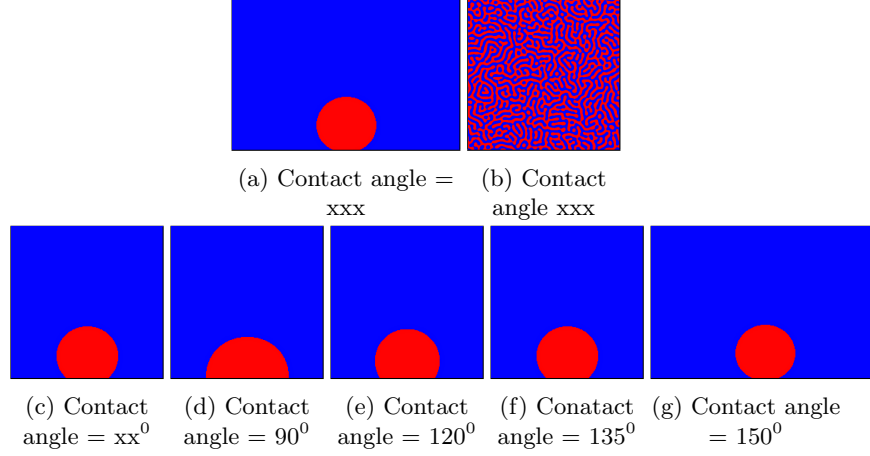 (a) Contact angle =
xxx
(b) Contact
angle xxx
(c) Contact
angle = xx⁰
(d) Contact
angle = 90⁰
(e) Contact
angle = 120⁰
(f) Conatact
angle = 135⁰
(g) Contact angle
= 150⁰